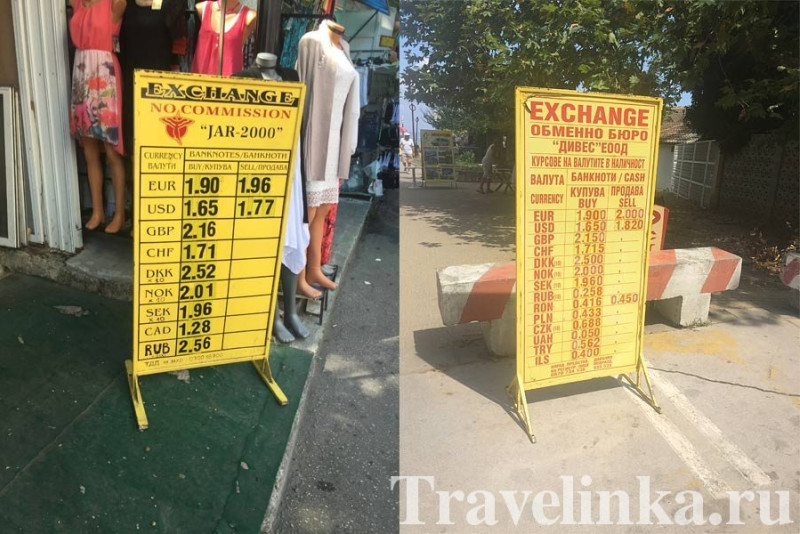 EXCHANGE
NO COMMISSION
"JAR-2000"
CURRENCY BANKNOTES/БАНКНОТИ
ВАЛУТИ BUY/КУПУВА SELL/ПРОДАВА
EUR 1.90 1.96
USD 1.65 1.77
GBP 2.16
CHF 1.71
DKK 2.52
NOK 2.01
SEK 1.96
CAD 1.28
RUB 2.56
EXCHANGE
ОБМЕННО БЮРО
"ДИВЕС" ЕООД
КУРСОВЕ НА ВАЛУТИТЕ В НАЛИЧНОСТ
ВАЛУТА БАНКНОТИ / CASH
CURRENCY КУПУВА ПРОДАВА
BUY SELL
EUR 1.900 2.000
USD 1.650 1.820
GBP 2.150 -
CHF 1.715 -
DKK 2.500 -
NOK 2.000 -
SEK 1.960 -
RUB 0.258 -
RON 0.416 0.450
PLN 0.433 -
CZK 0.688 -
UAH 0.050 -
TRY 0.562 -
ILS 0.400 -
Travelinka.ru